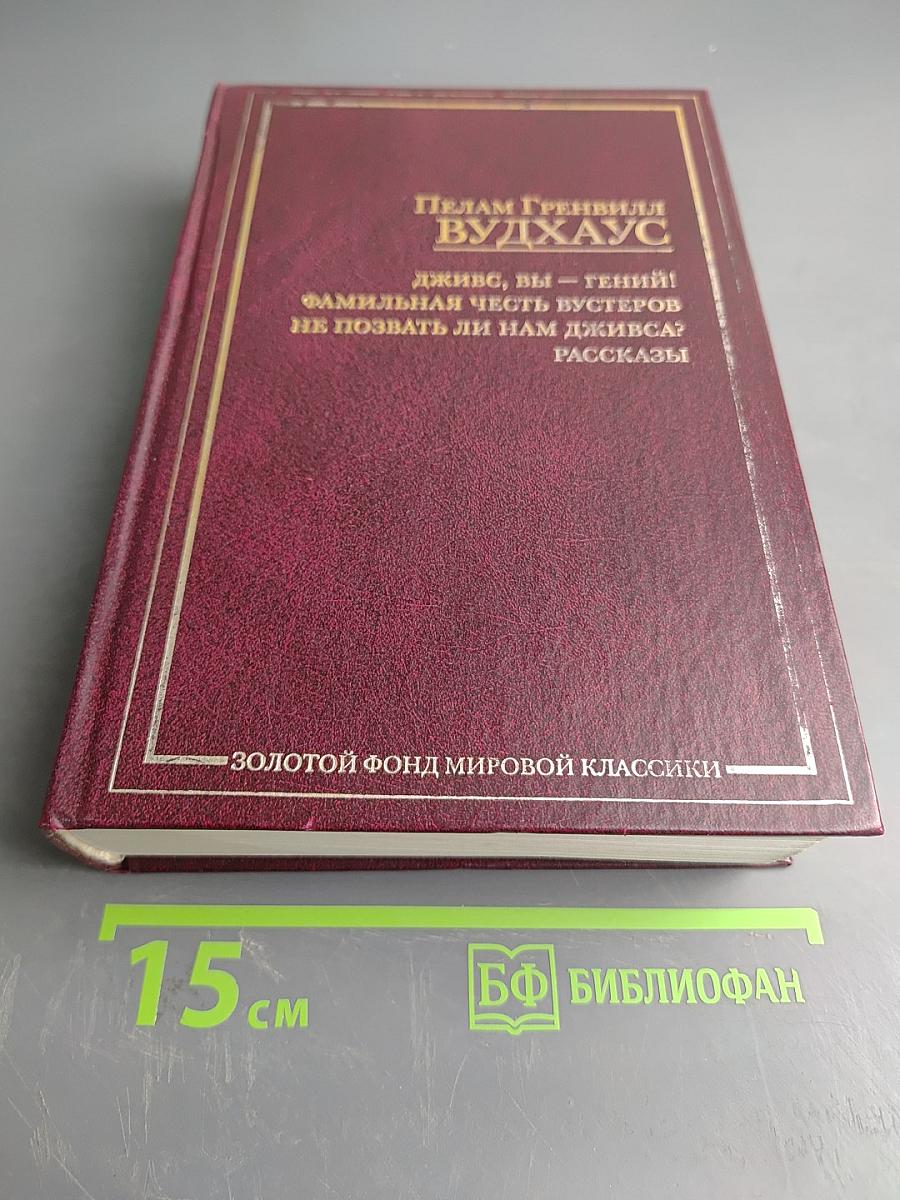 Пелам Гренвилл
ВУДХАУС
ДЖИВС, ВЫ — ГЕНИЙ!
ФАМИЛЬНАЯ ЧЕСТЬ ВУСТЕРОВ
НЕ ПОЗВАТЬ ЛИ НАМ ДЖИВСА?
РАССКАЗЫ
ЗОЛОТОЙ ФОНД МИРОВОЙ КЛАССИКИ
15 см
БФ БИБЛИОФАН